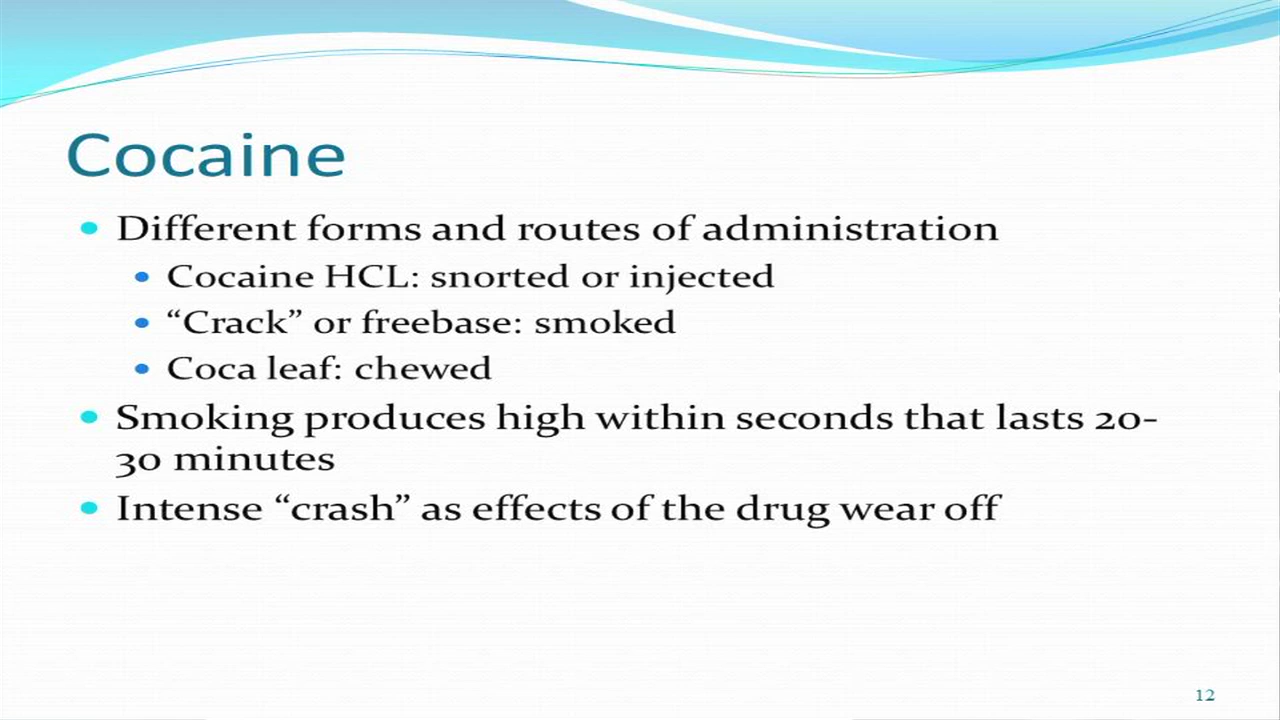 Cocaine
• Different forms and routes of administration
• Cocaine HCL: snorted or injected
• “Crack” or freebase: smoked
• Coca leaf: chewed
• Smoking produces high within seconds that lasts 20-
30 minutes
• Intense “crash” as effects of the drug wear off
12